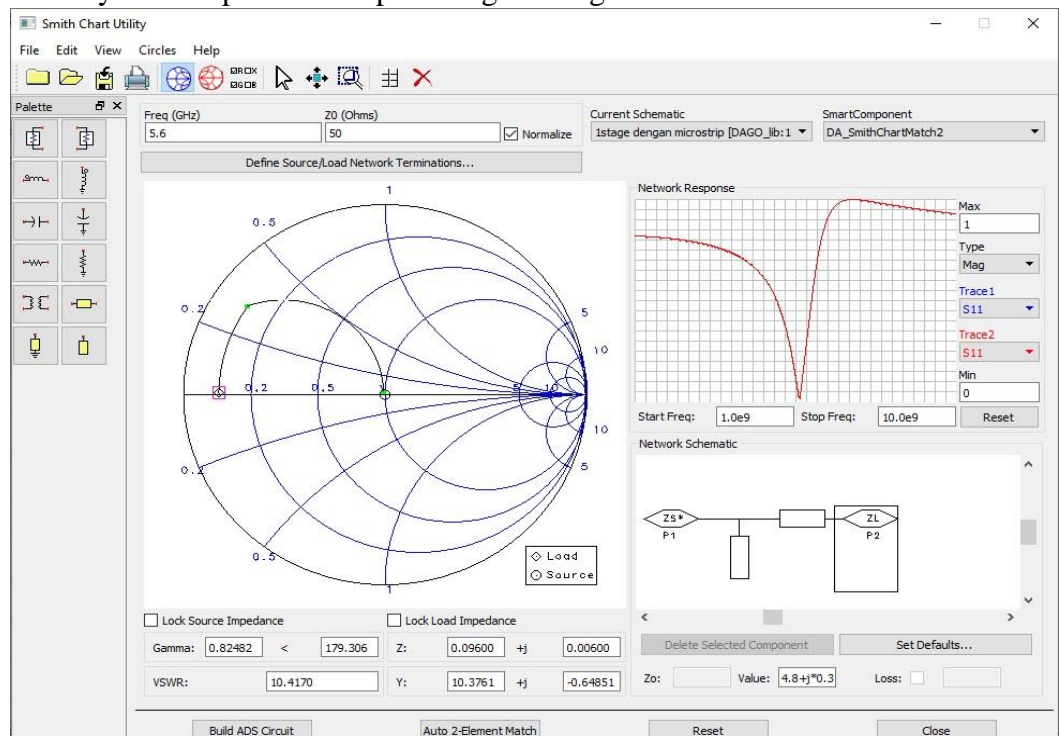 Smith Chart Utility
File Edit View Circles Help
Palette
Freq (GHz) Z0 (Ohms)
5.6 50 Normalize
Current Schematic SmartComponent
1stage dengan microstrip [DAGO_lib:1 DA_SmithChartMatch2
Define Source/Load Network Terminations...
1
0.5
0.2
5
10
0.2 0.5 5 10
10
0.2
5
0.5
1
Load
Source
Network Response
Max
1
Type
Mag
Trace1
S11
Trace2
S11
Min
0
Start Freq: 1.0e9 Stop Freq: 10.0e9 Reset
Network Schematic
ZS* ZL
P1 P2
Lock Source Impedance Lock Load Impedance
Gamma: 0.82482 < 179.306 Z: 0.09600 +j 0.00600
VSWR: 10.4170 Y: 10.3761 +j -0.64851
Delete Selected Component Set Defaults...
Zo: Value: 4.8+j*0.3 Loss:
Build ADS Circuit Auto 2-Element Match Reset Close